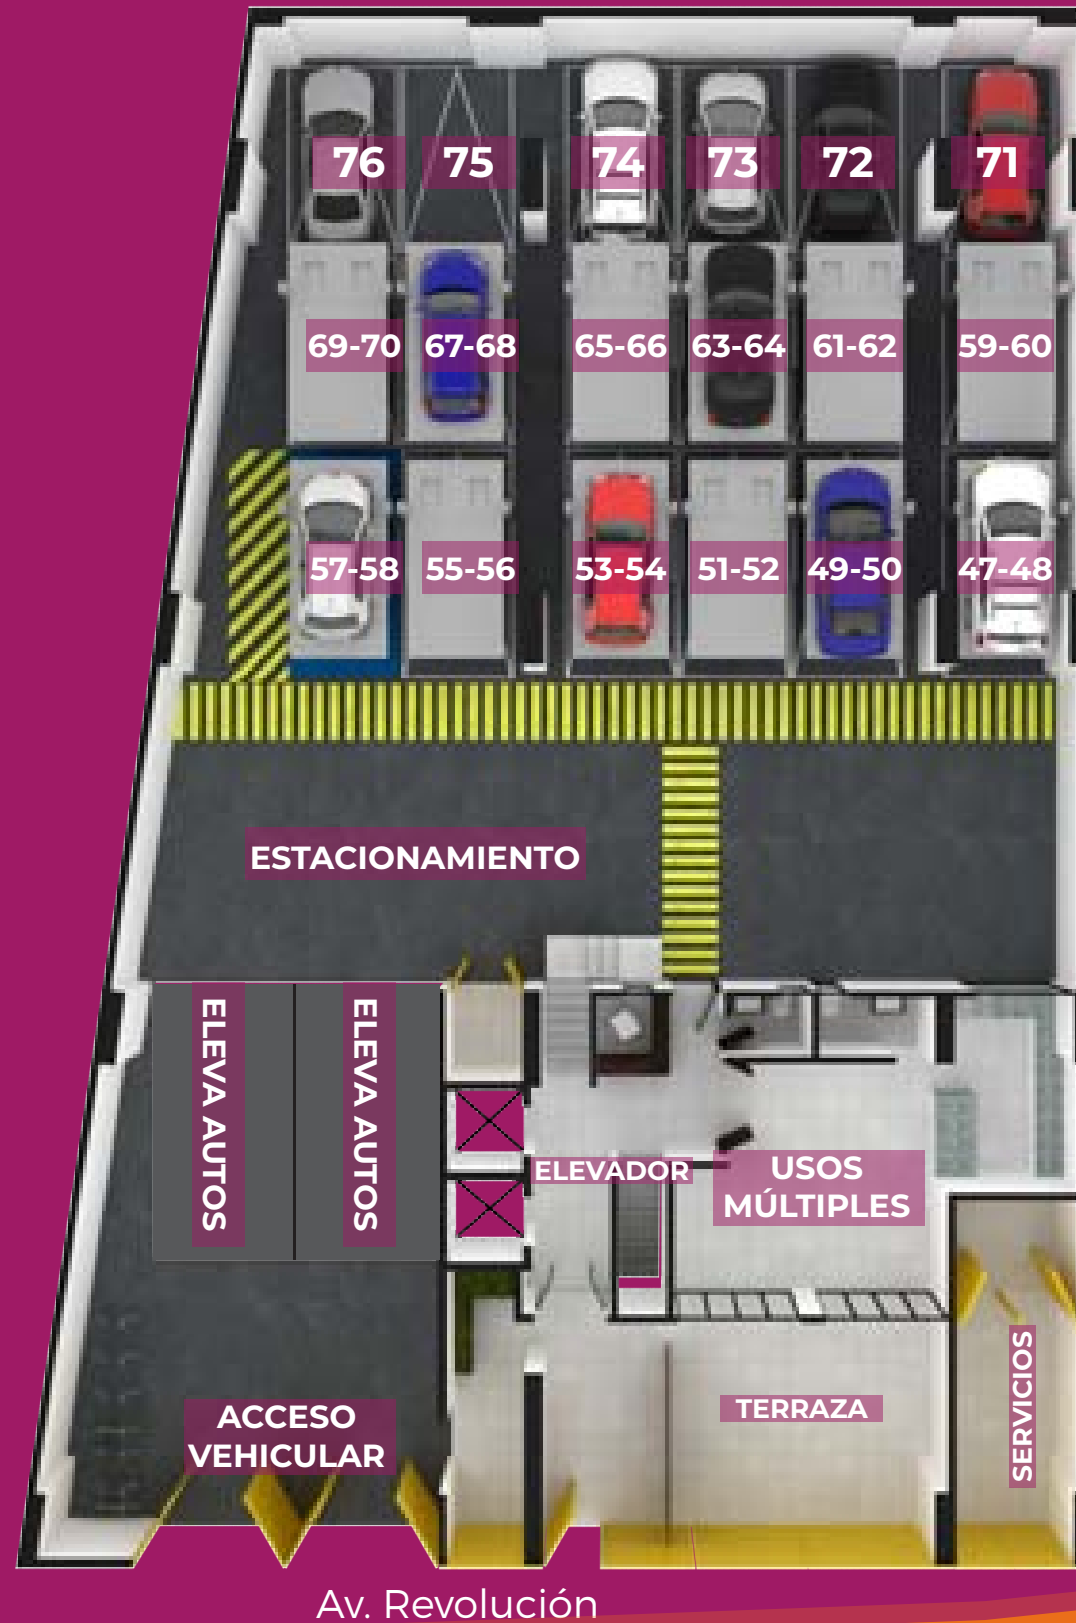 76 75 74 73 72 71
69-70 67-68 65-66 63-64 61-62 59-60
57-58 55-56 53-54 51-52 49-50 47-48
ESTACIONAMIENTO
ELEVA AUTOS
ELEVA AUTOS
ELEVADOR
USOS
MÚLTIPLES
TERRAZA
SERVICIOS
ACCESO
VEHICULAR
Av. Revolución